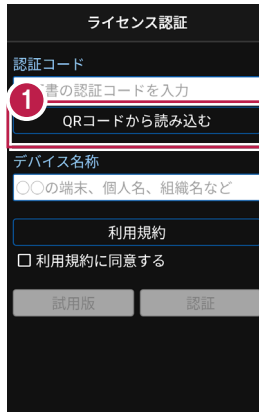 ライセンス認証
認証コード
書の認証コードを入力
1
QRコードから読み込む
デバイス名称
○○の端末、個人名、組織名など
利用規約
利用規約に同意する
試用版
認証